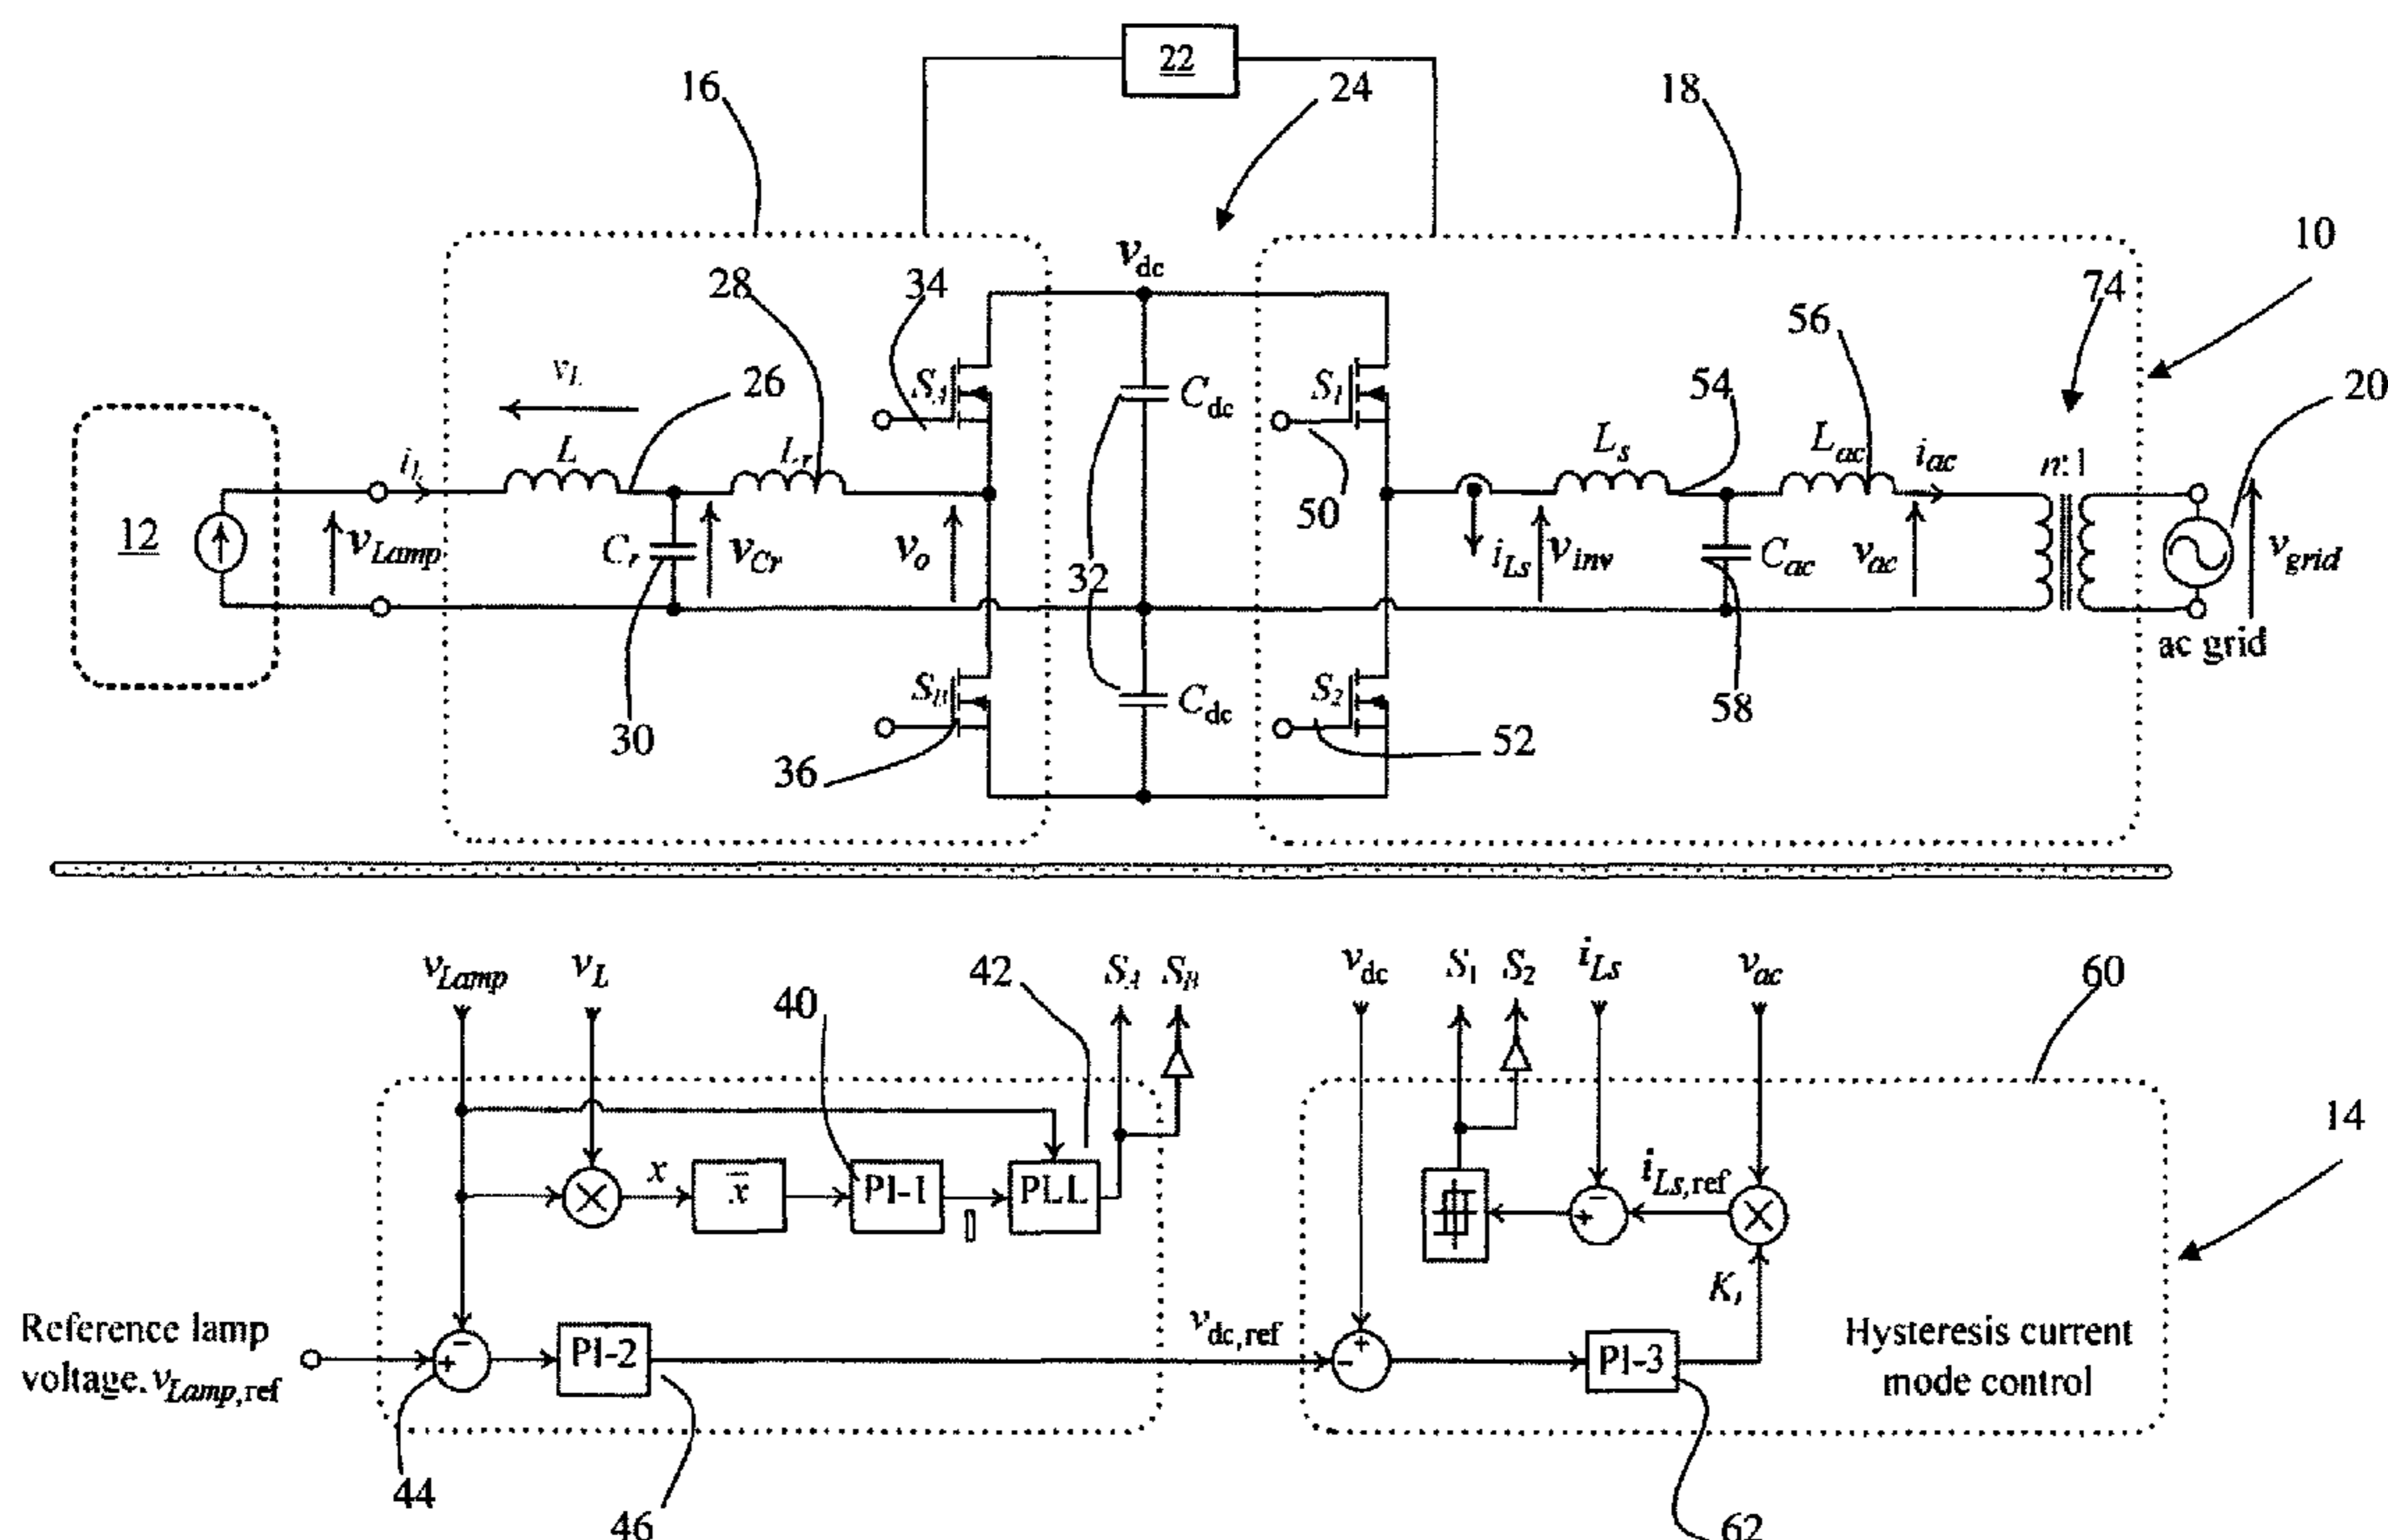 22
16
24
18
10
v_dc
28
34
74
56
v_L
26
S_A
C_dc
S_1
54
20
i_L
L
L_r
L_s
L_ac
i_ac
n:1
50
12
v_Lamp
C_r
v_Cr
v_o
32
i_Ls
v_inv
C_ac
v_ac
v_grid
ac grid
S_B
C_dc
S_2
58
30
52
36
v_Lamp
v_L
42
S_A
S_B
v_dc
S_1
S_2
i_Ls
v_ac
60
40
14
x
x̄
PI-1
PLL
i_Ls,ref
−
+
K_i
Reference lamp
voltage, v_Lamp,ref
−
+
PI-2
v_dc,ref
+
−
PI-3
Hysteresis current
mode control
44
46
62